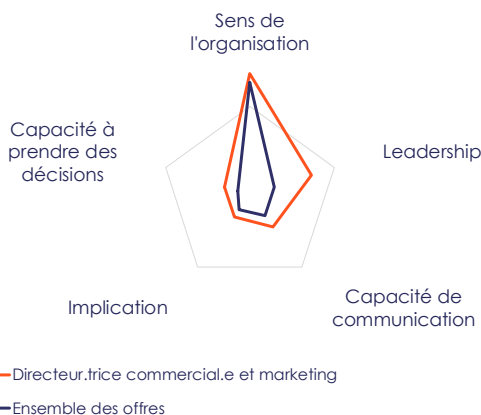 Sens de
l'organisation
Capacité à
prendre des
décisions
Leadership
Implication
Capacité de
communication
Directeur.trice commercial.e et marketing
Ensemble des offres